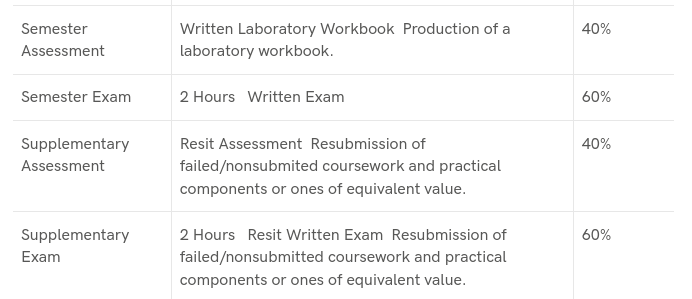 Semester Assessment
Written Laboratory Workbook  Production of a laboratory workbook.
40%
Semester Exam
2 Hours   Written Exam
60%
Supplementary Assessment
Resit Assessment  Resubmission of failed/nonsubmited coursework and practical components or ones of equivalent value.
40%
Supplementary Exam
2 Hours   Resit Written Exam  Resubmission of failed/nonsubmitted coursework and practical components or ones of equivalent value.
60%